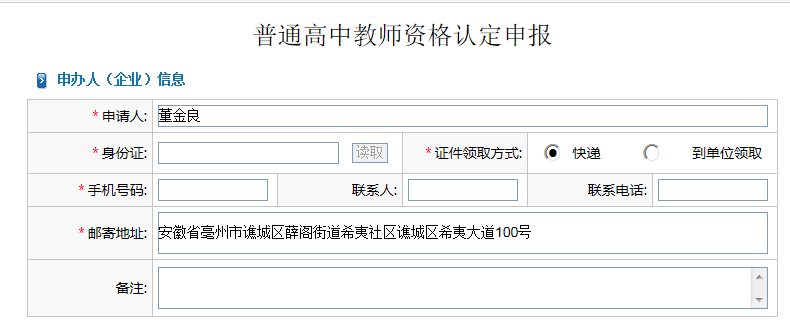 普通高中教师资格认定申报
申办人（企业）信息
* 申请人: 董金良
* 身份证: 读取 * 证件领取方式: 快递 到单位领取
* 手机号码: 联系人: 联系电话:
* 邮寄地址: 安徽省亳州市谯城区薛阁街道希夷社区谯城区希夷大道100号
备注: